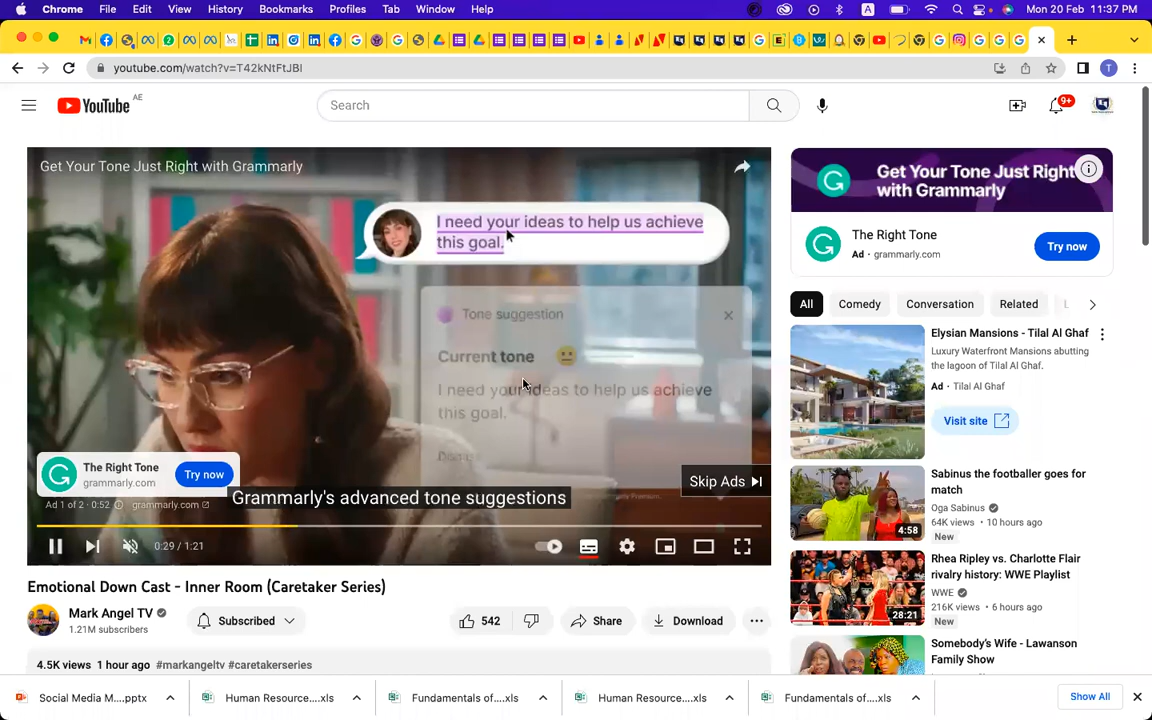 Chrome File Edit View History Bookmarks Profiles Tab Window Help A Mon 20 Feb 11:37 PM
youtube.com/watch?v=T42kNtFtJBI T
YouTube AE Search 9+
Get Your Tone Just Right with Grammarly
I need your ideas to help us achieve
this goal.
Tone suggestion
Current tone
I need your ideas to help us achieve
this goal.
The Right Tone
grammarly.com
Try now
Grammarly's advanced tone suggestions
Skip Ads
Ad 1 of 2 · 0:52 grammarly.com
0:29 / 1:21
Emotional Down Cast - Inner Room (Caretaker Series)
Mark Angel TV
1.21M subscribers
Subscribed
542 Share Download
4.5K views 1 hour ago #markangeltv #caretakerseries
Get Your Tone Just Right
with Grammarly
The Right Tone
Ad · grammarly.com
Try now
All Comedy Conversation Related L
Elysian Mansions - Tilal Al Ghaf
Luxury Waterfront Mansions abutting
the lagoon of Tilal Al Ghaf.
Ad · Tilal Al Ghaf
Visit site
Sabinus the footballer goes for
match
Oga Sabinus
64K views • 10 hours ago
New
4:58
Rhea Ripley vs. Charlotte Flair
rivalry history: WWE Playlist
WWE
216K views • 6 hours ago
New
28:21
Somebody's Wife - Lawanson
Family Show
Social Media M....pptx Human Resource....xls Fundamentals of....xls Human Resource....xls Fundamentals of....xls Show All